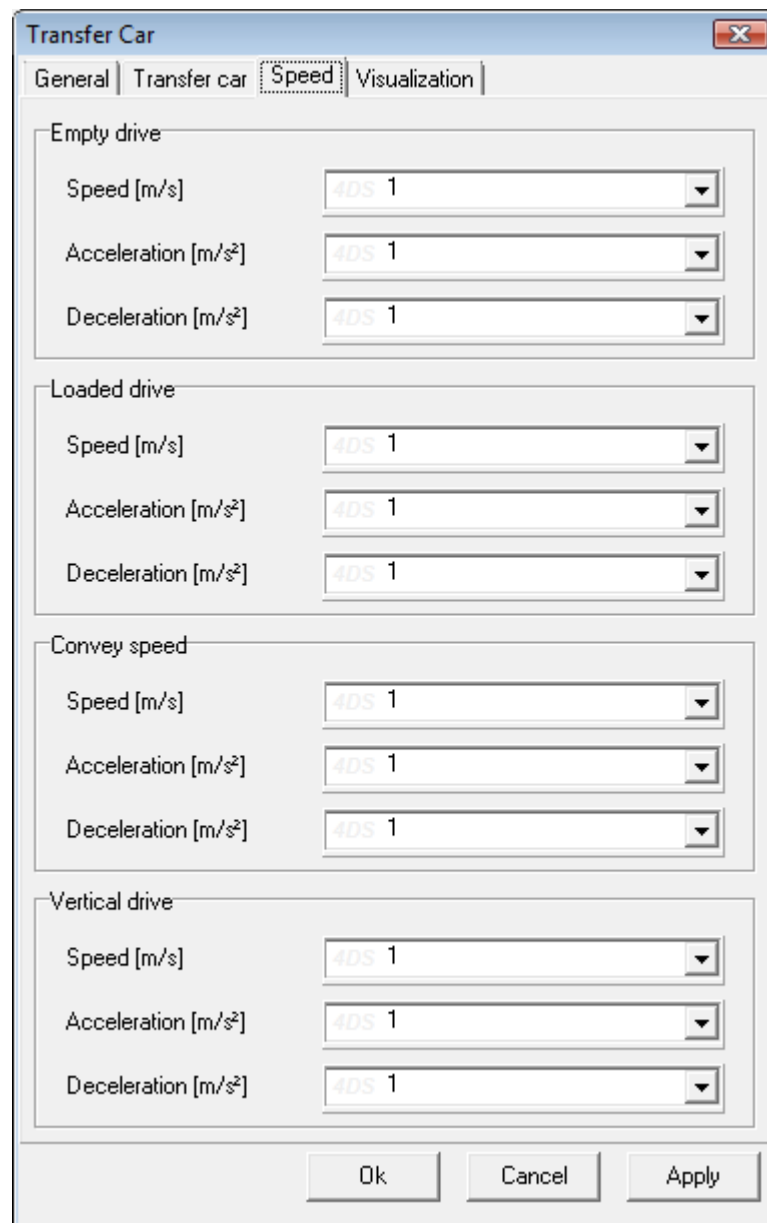 Transfer Car
General Transfer car Speed Visualization
Empty drive
Speed [m/s] 4DS 1
Acceleration [m/s²] 4DS 1
Deceleration [m/s²] 4DS 1
Loaded drive
Speed [m/s] 4DS 1
Acceleration [m/s²] 4DS 1
Deceleration [m/s²] 4DS 1
Convey speed
Speed [m/s] 4DS 1
Acceleration [m/s²] 4DS 1
Deceleration [m/s²] 4DS 1
Vertical drive
Speed [m/s] 4DS 1
Acceleration [m/s²] 4DS 1
Deceleration [m/s²] 4DS 1
Ok Cancel Apply